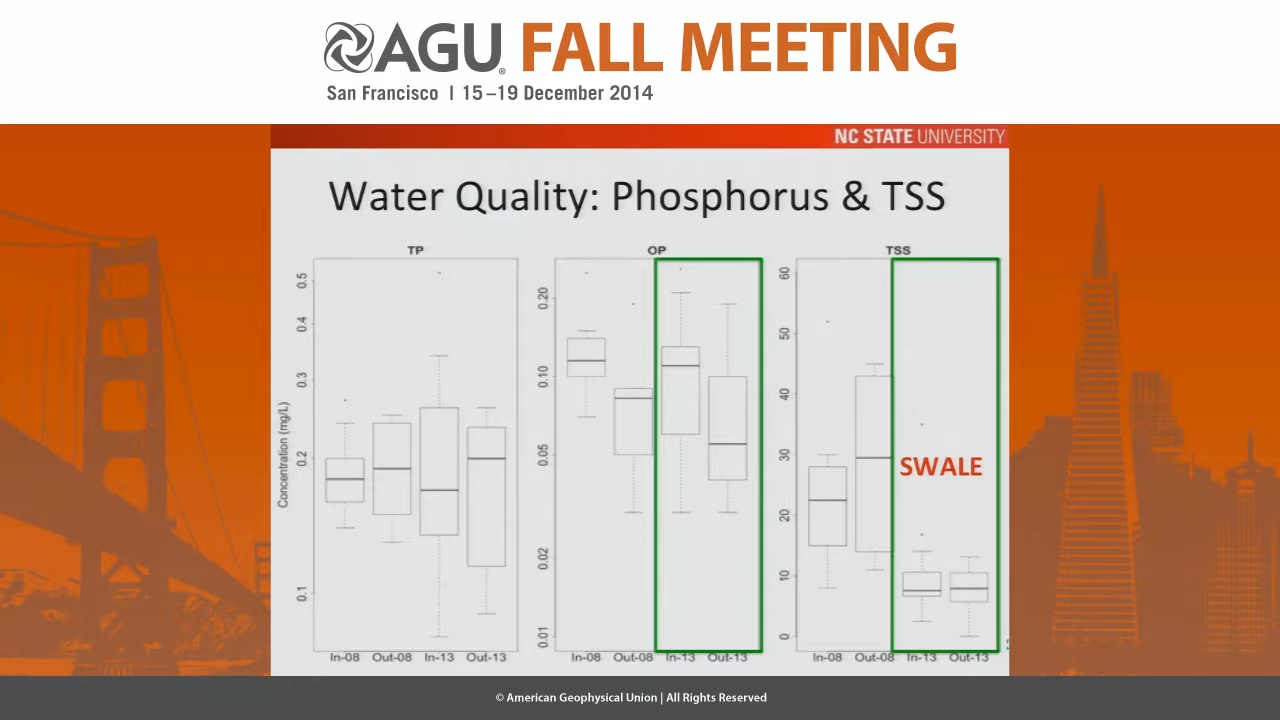 AGU® FALL MEETING
San Francisco | 15–19 December 2014
NC STATE UNIVERSITY
Water Quality: Phosphorus & TSS
TP
OP
TSS
Concentration (mg/L)
0.5
0.4
0.3
0.2
0.1
In-08 Out-08 In-13 Out-13
0.20
0.10
0.05
0.02
0.01
In-08 Out-08 In-13 Out-13
60
50
40
30
20
10
0
SWALE
In-08 Out-08 In-13 Out-13
© American Geophysical Union | All Rights Reserved